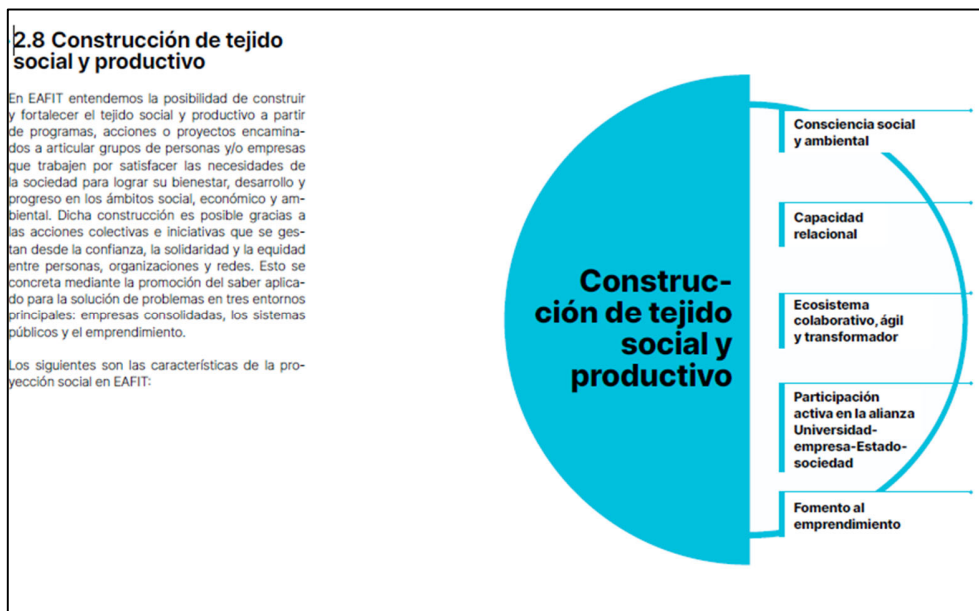 2.8 Construcción de tejido
social y productivo
En EAFIT entendemos la posibilidad de construir
y fortalecer el tejido social y productivo a partir
de programas, acciones o proyectos encamina-
dos a articular grupos de personas y/o empresas
que trabajen por satisfacer las necesidades de
la sociedad para lograr su bienestar, desarrollo y
progreso en los ámbitos social, económico y am-
biental. Dicha construcción es posible gracias a
las acciones colectivas e iniciativas que se ges-
tan desde la confianza, la solidaridad y la equidad
entre personas, organizaciones y redes. Esto se
concreta mediante la promoción del saber aplica-
do para la solución de problemas en tres entornos
principales: empresas consolidadas, los sistemas
públicos y el emprendimiento.
Los siguientes son las características de la pro-
yección social en EAFIT:
Construc-
ción de tejido
social y
productivo
Consciencia social
y ambiental
Capacidad
relacional
Ecosistema
colaborativo, ágil
y transformador
Participación
activa en la alianza
Universidad-
empresa-Estado-
sociedad
Fomento al
emprendimiento